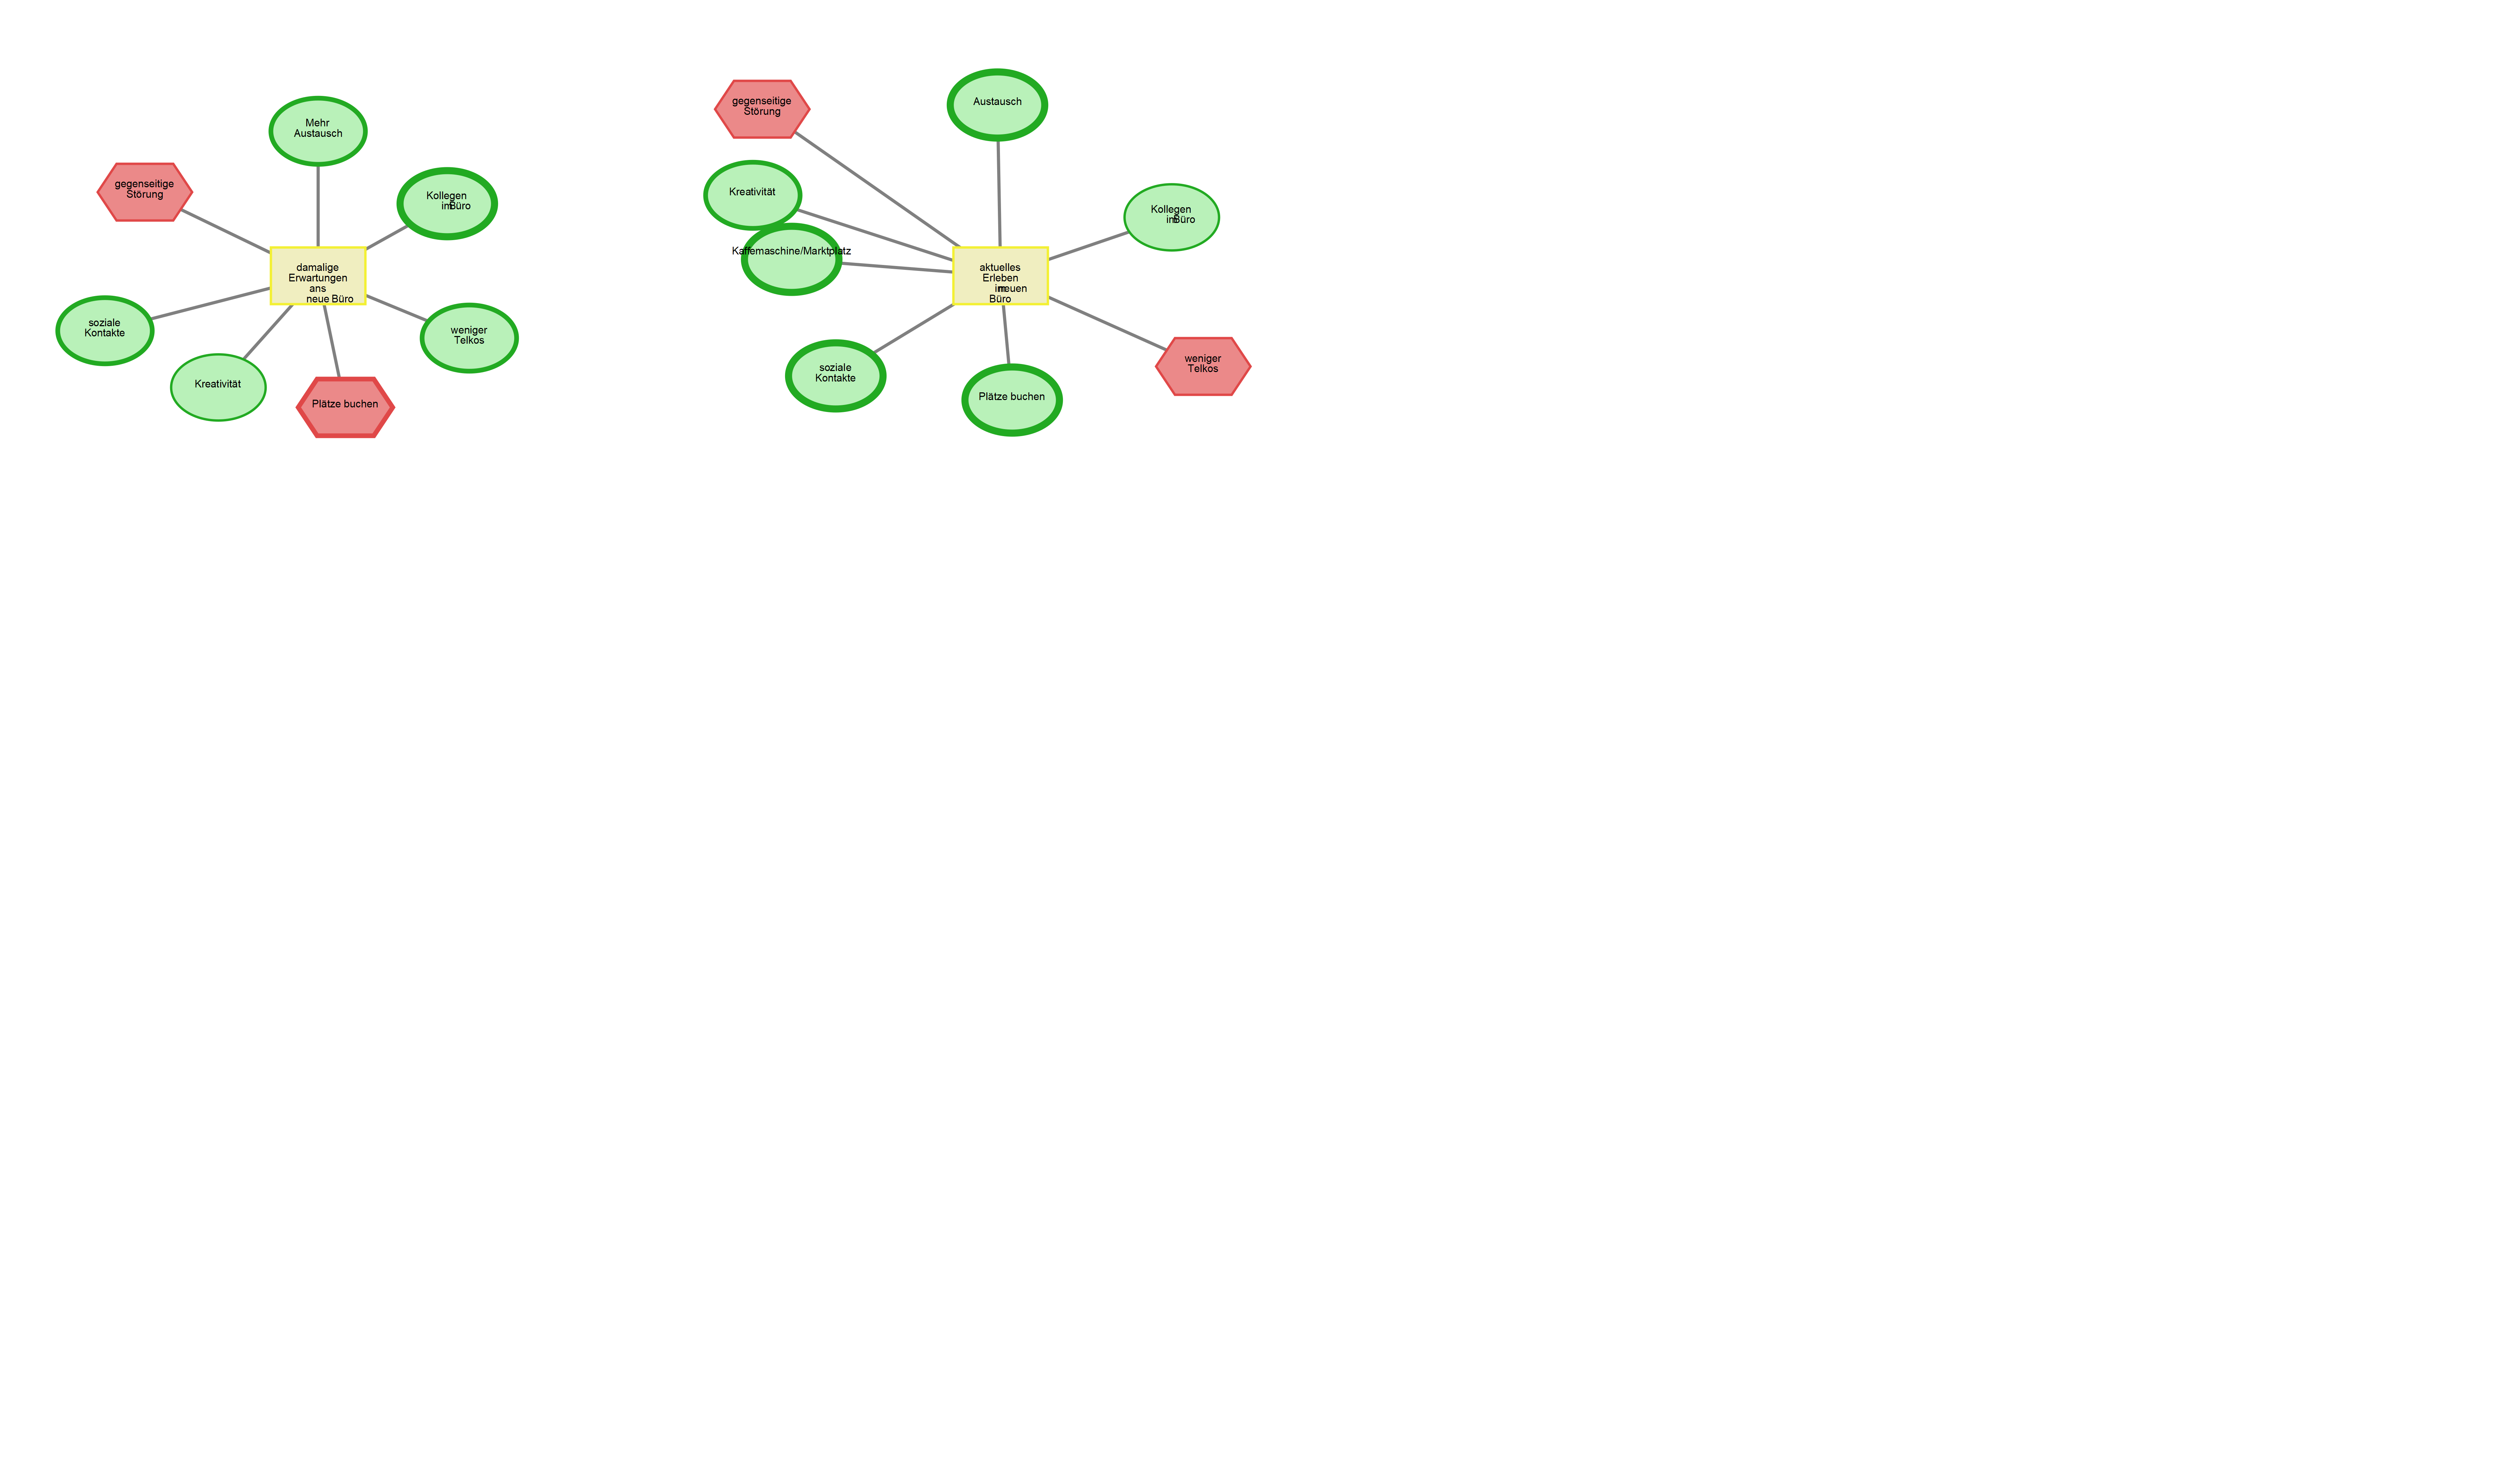 Mehr
Austausch
gegenseitige
Störung
Kollegen
im Büro
damalige
Erwartungen
ans
neue Büro
soziale
Kontakte
weniger
Telkos
Kreativität
Plätze buchen
gegenseitige
Störung
Austausch
Kreativität
Kollegen
im Büro
Kaffemaschine/Marktplatz
aktuelles
Erleben
im neuen
Büro
soziale
Kontakte
weniger
Telkos
Plätze buchen